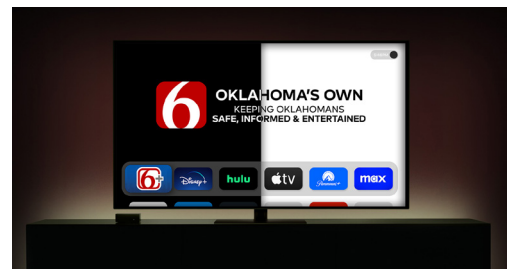 6
OKLAHOMA'S OWN
KEEPING OKLAHOMANS
SAFE, INFORMED & ENTERTAINED
6+
Disney+
hulu
tv
Paramount+
max